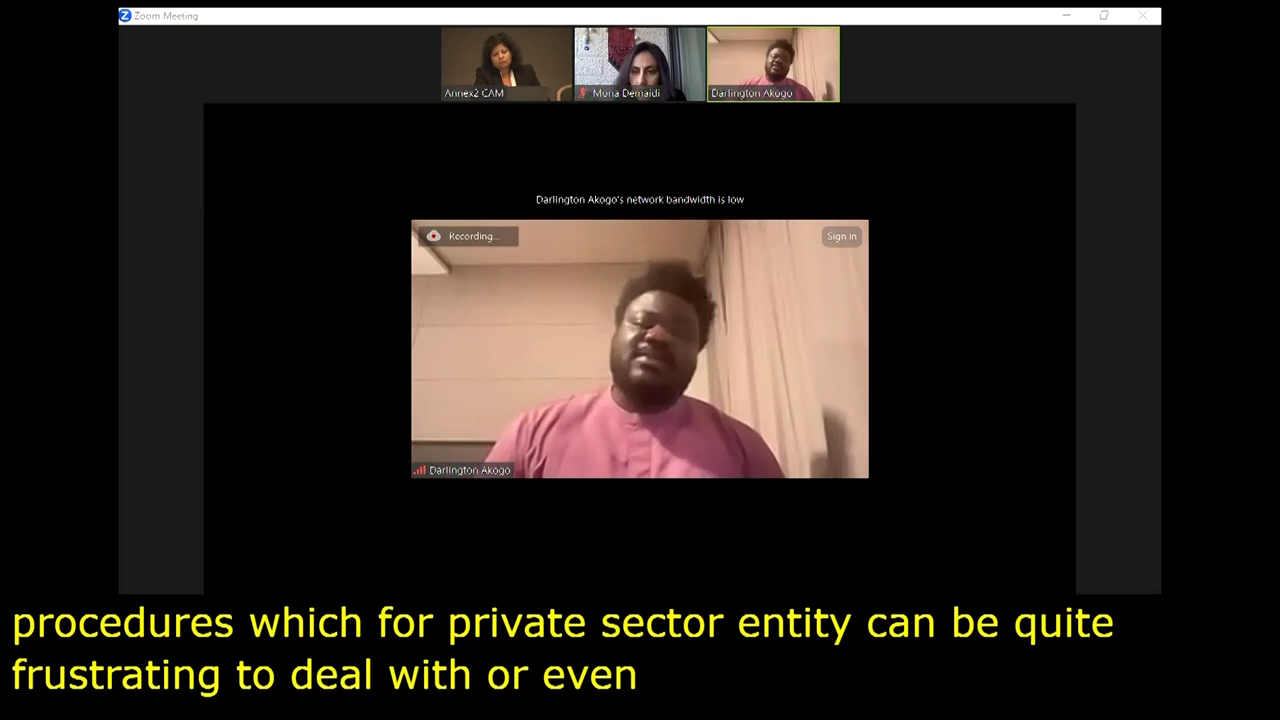 Zoom Meeting
Annex2 CAM
Mona Demaidi
Darlington Akogo
Darlington Akogo's network bandwidth is low
Recording...
Sign in
Darlington Akogo
procedures which for private sector entity can be quite
frustrating to deal with or even